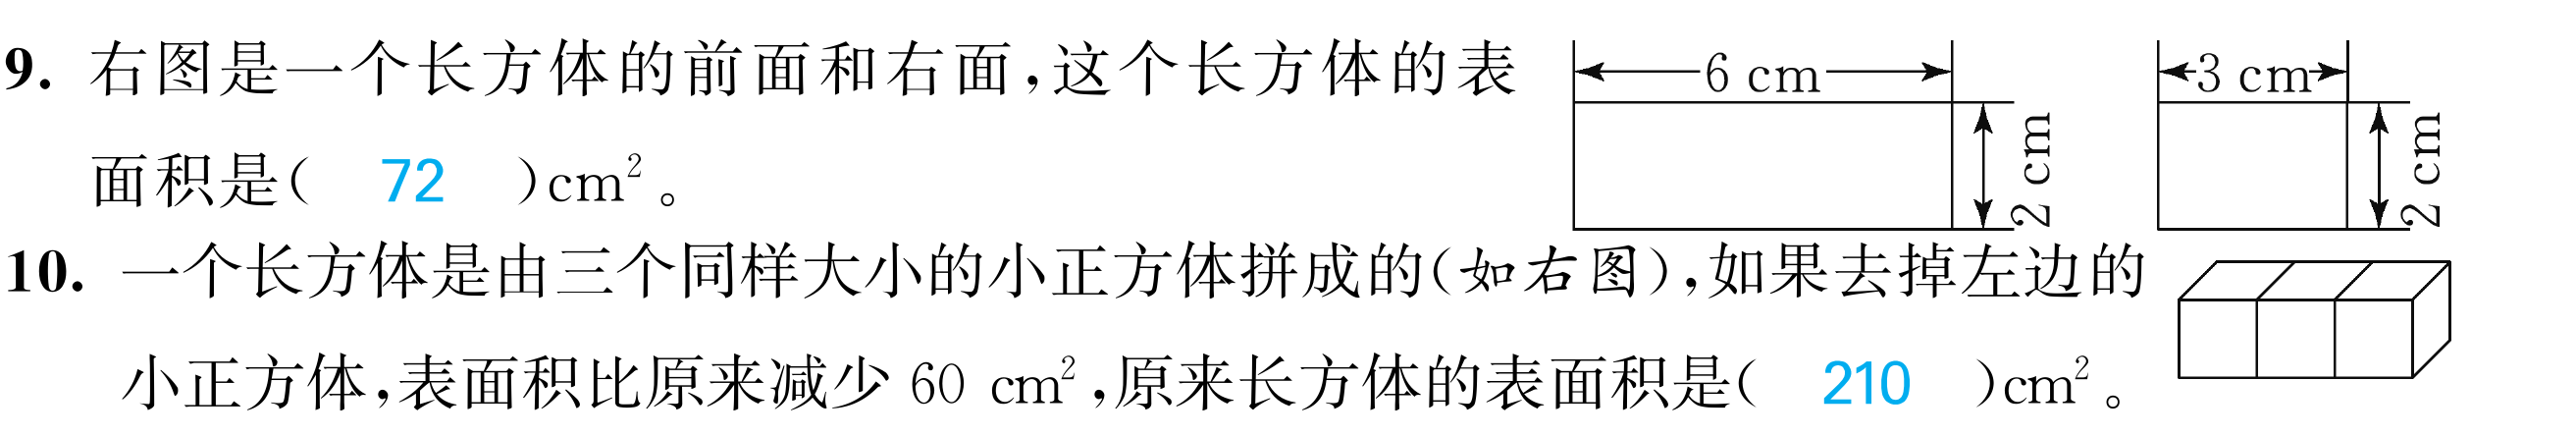 9. 右图是一个长方体的前面和右面,这个长方体的表
面积是( 72 )cm²。
6 cm
2 cm
3 cm
2 cm
10. 一个长方体是由三个同样大小的小正方体拼成的(如右图),如果去掉左边的
小正方体,表面积比原来减少 60 cm²,原来长方体的表面积是( 210 )cm²。